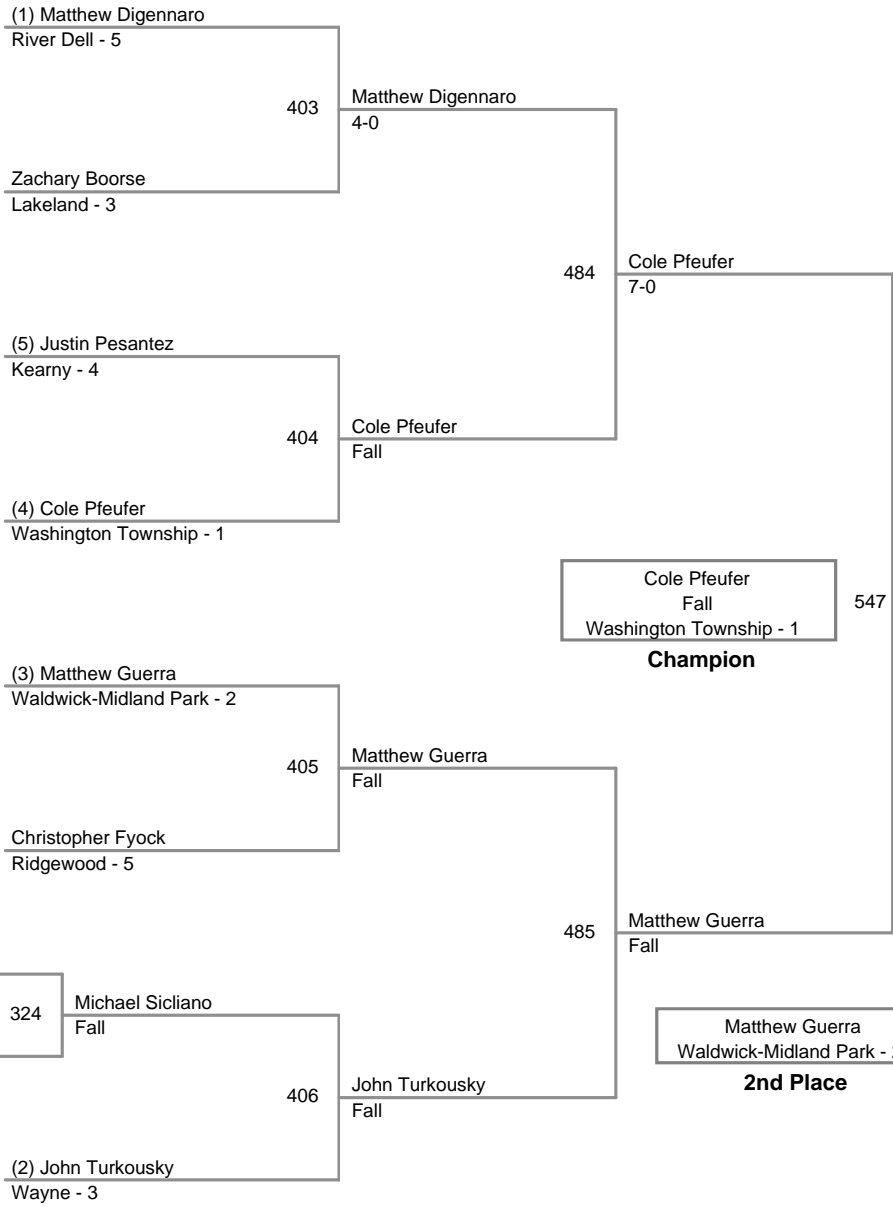 (1) Matthew Digennaro
River Dell - 5
403
Matthew Digennaro
4-0
Zachary Boorse
Lakeland - 3
484
Cole Pfeufer
7-0
(5) Justin Pesantez
Kearny - 4
404
Cole Pfeufer
Fall
(4) Cole Pfeufer
Washington Township - 1
Cole Pfeufer
Fall
Washington Township - 1
547
Champion
(3) Matthew Guerra
Waldwick-Midland Park - 2
405
Matthew Guerra
Fall
Christopher Fyock
Ridgewood - 5
485
Matthew Guerra
Fall
324
Michael Sicliano
Fall
Matthew Guerra
Waldwick-Midland Park -
2nd Place
406
John Turkousky
Fall
(2) John Turkousky
Wayne - 3